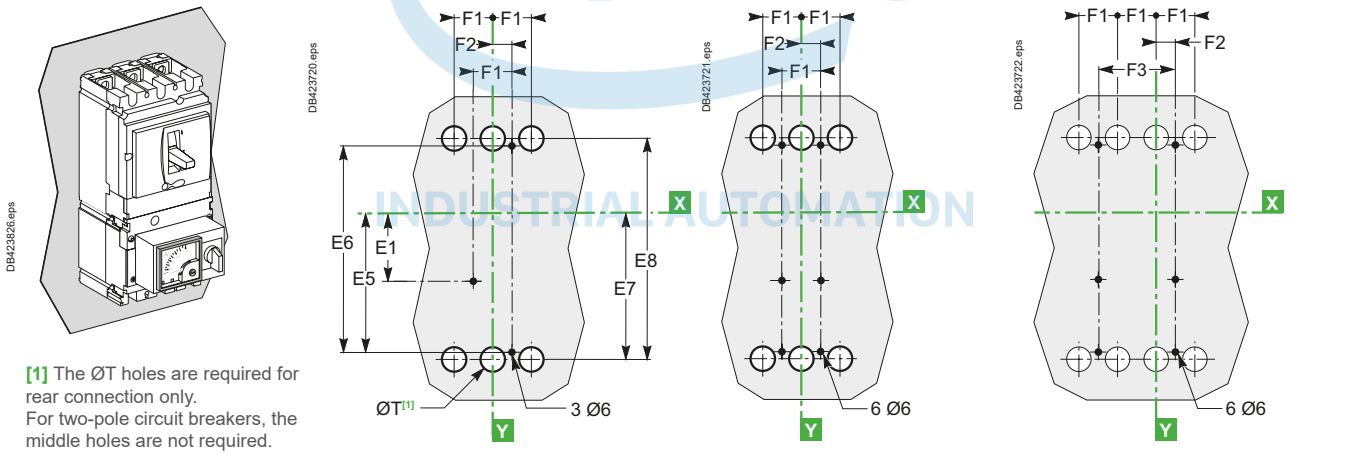 DB423826.eps
[1] The ØT holes are required for
rear connection only.
For two-pole circuit breakers, the
middle holes are not required.
DB423720.eps
F1 F1
F2
F1
X
E6
E1
E5
E8
E7
ØT[1]
3 Ø6
Y
DB423721.eps
F1 F1
F2
F1
X
6 Ø6
Y
DB423722.eps
F1 F1 F1
F2
F3
X
6 Ø6
Y
INDUSTRIAL AUTOMATION